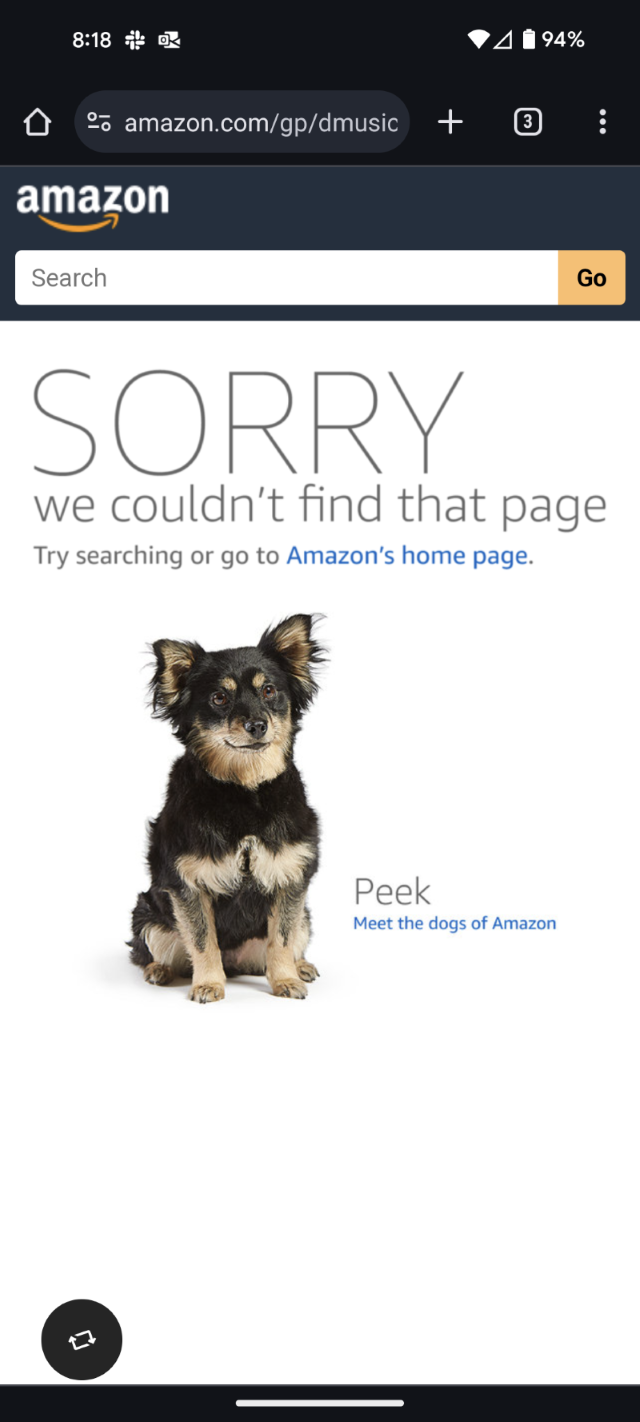 8:18
94%
amazon.com/gp/dmusic
3
amazon
Search
Go
SORRY
we couldn't find that page
Try searching or go to Amazon's home page.
Peek
Meet the dogs of Amazon